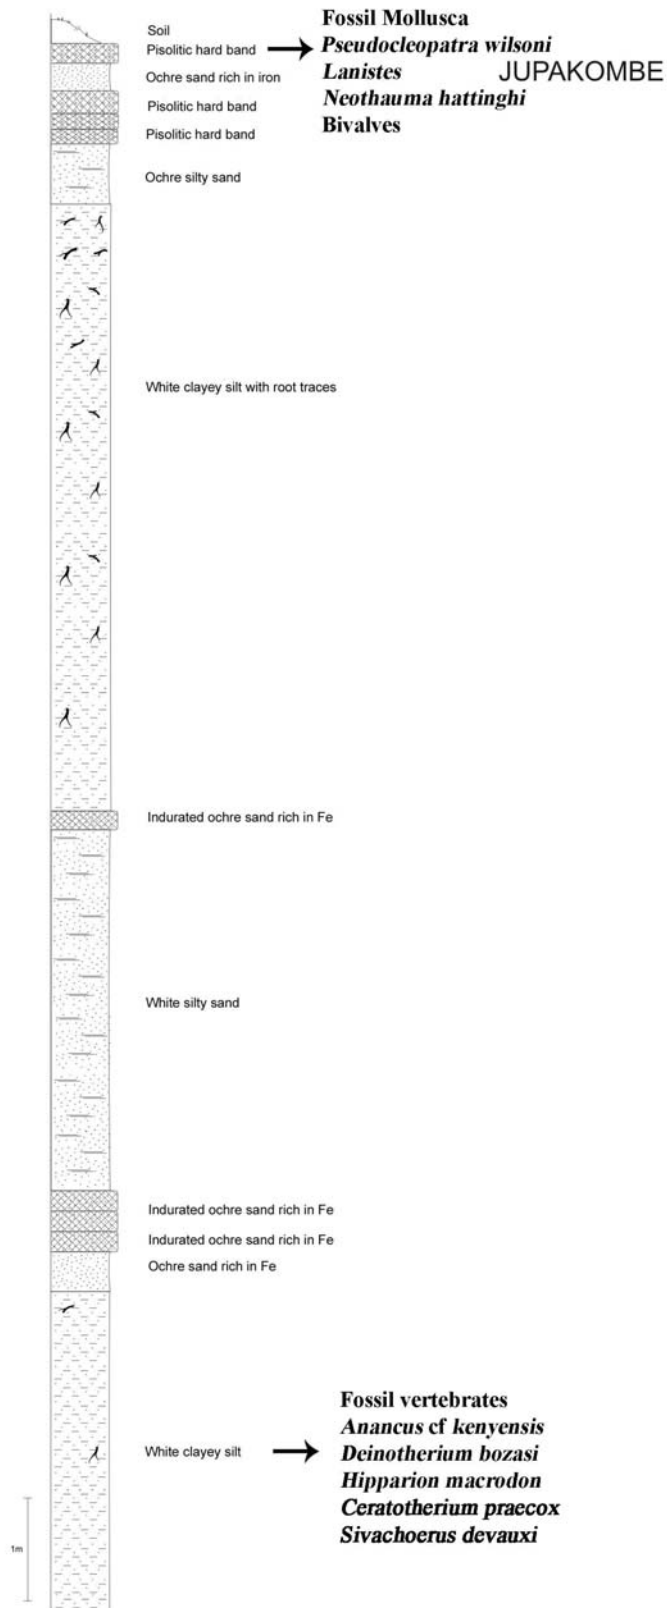 Soil
Fossil Mollusca
Pisolitic hard band
Pseudocleopatra wilsoni
Ochre sand rich in iron
Lanistes
JUPAKOMBE
Pisolitic hard band
Neothauma hattinghi
Pisolitic hard band
Bivalves
Ochre silty sand
White clayey silt with root traces
Indurated ochre sand rich in Fe
White silty sand
Indurated ochre sand rich in Fe
Indurated ochre sand rich in Fe
Ochre sand rich in Fe
White clayey silt
Fossil vertebrates
Anancus cf kenyensis
Deinotherium bozasi
Hipparion macrodon
Ceratotherium praecox
Sivachoerus devauxi
1m